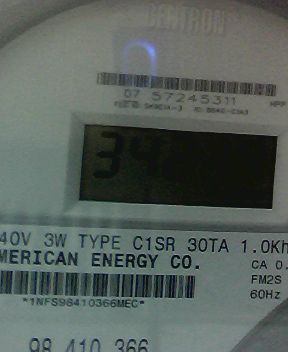 CENTRON
07 57245311
34
40V 3W TYPE C1SR 30TA 1.0Kh
MERICAN ENERGY CO.
CA 0.
FM2S
60Hz
*1NFS98410366MEC*
98 410 366